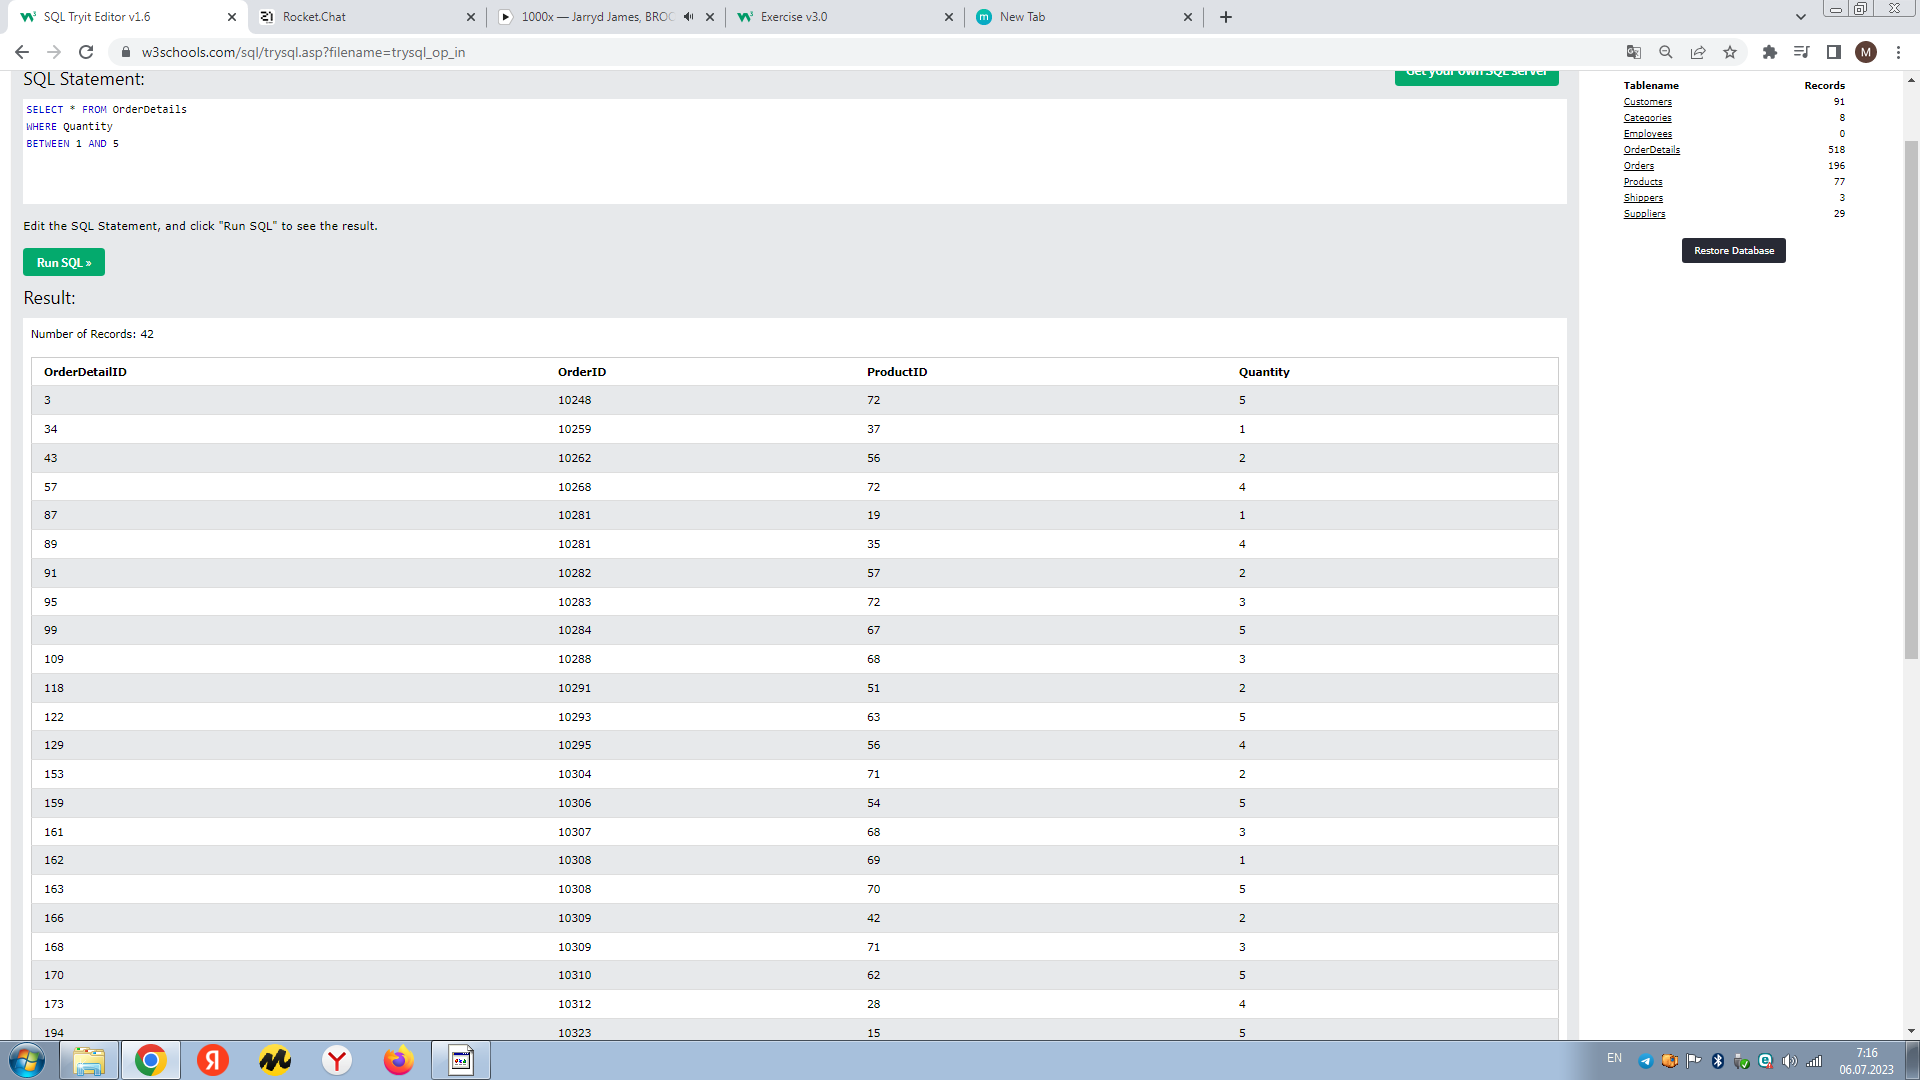 SQL Tryit Editor v1.6
Rocket.Chat
1000x — Jarryd James, BROC
Exercise v3.0
New Tab
w3schools.com/sql/trysql.asp?filename=trysql_op_in
M
SQL Statement:
Get your own SQL server
SELECT * FROM OrderDetails
WHERE Quantity
BETWEEN 1 AND 5
Edit the SQL Statement, and click "Run SQL" to see the result.
Run SQL »
Result:
Number of Records: 42
OrderDetailID OrderID ProductID Quantity
3 10248 72 5
34 10259 37 1
43 10262 56 2
57 10268 72 4
87 10281 19 1
89 10281 35 4
91 10282 57 2
95 10283 72 3
99 10284 67 5
109 10288 68 3
118 10291 51 2
122 10293 63 5
129 10295 56 4
153 10304 71 2
159 10306 54 5
161 10307 68 3
162 10308 69 1
163 10308 70 5
166 10309 42 2
168 10309 71 3
170 10310 62 5
173 10312 28 4
194 10323 15 5
Tablename Records
Customers 91
Categories 8
Employees 0
OrderDetails 518
Orders 196
Products 77
Shippers 3
Suppliers 29
Restore Database
EN
7:16
06.07.2023